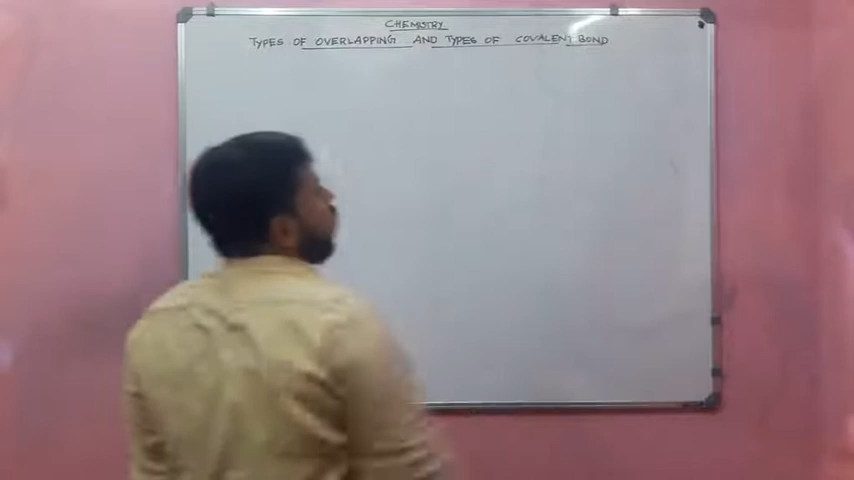 CHEMISTRY
TYPES OF OVERLAPPING AND TYPES OF COVALENT BOND